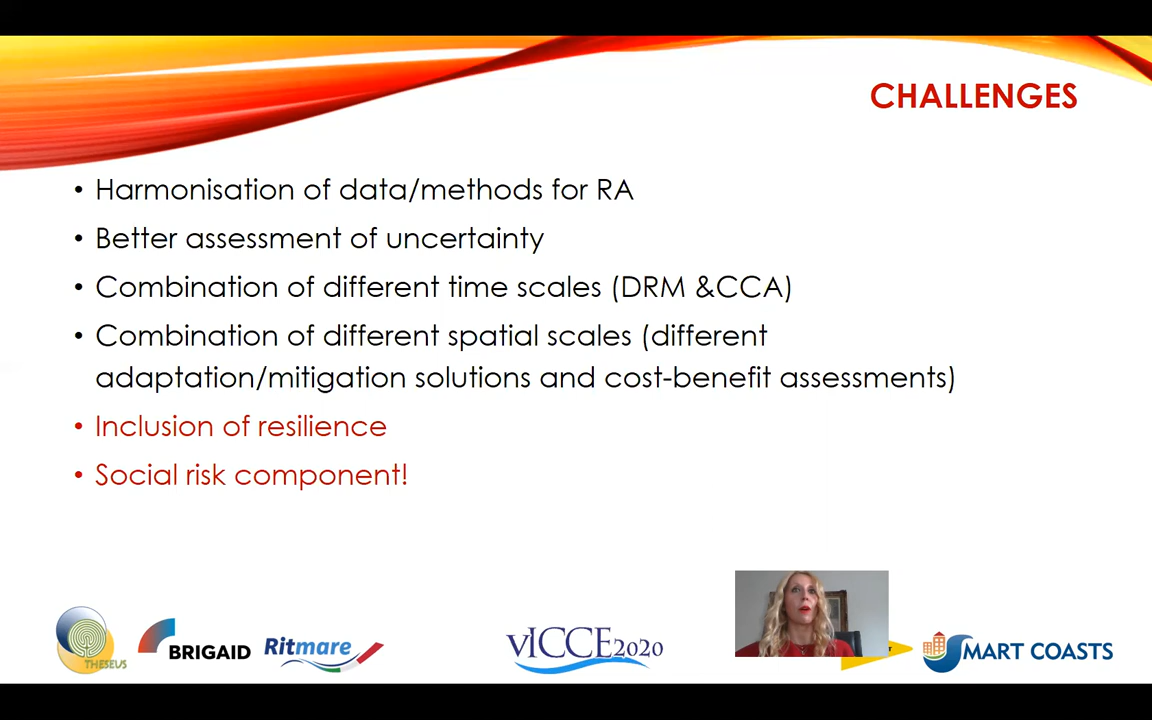 CHALLENGES
• Harmonisation of data/methods for RA
• Better assessment of uncertainty
• Combination of different time scales (DRM &CCA)
• Combination of different spatial scales (different
adaptation/mitigation solutions and cost-benefit assessments)
• Inclusion of resilience
• Social risk component!
THESEUS
BRIGAID
Ritmare
vICCE2020
SMART COASTS